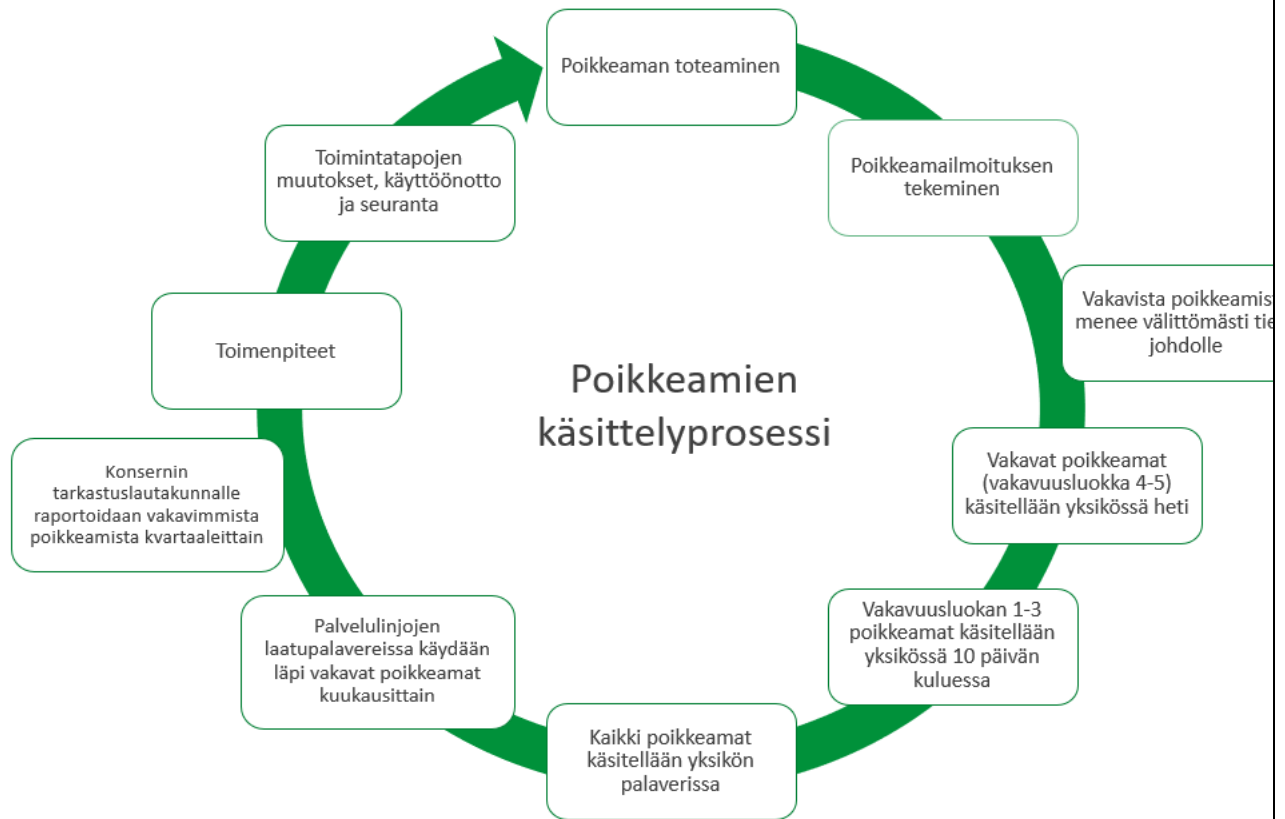 Poikkeaman toteaminen
Poikkeamailmoituksen
tekeminen
Vakavista
menee välittömästi
johdolle
Vakavat poikkeamat
(vakavuusluokka 4-5)
käsitellään yksikössä heti
Vakavuusluokan 1-3
poikkeamat käsitellään
yksikössä 10 päivän
kuluessa
Kaikki poikkeamat
käsitellään yksikön
palaverissa
Palvelulinjojen
laatupalavereissa käydään
läpi vakavat poikkeamat
kuukausittain
Konsernin
tarkastuslautakunnalle
raportoidaan vakavimmista
poikkeamista kvartaaleittain
Toimenpiteet
Toimintatapojen
muutokset, käyttöönotto
ja seuranta
Poikkeamien
käsittelyprosessi